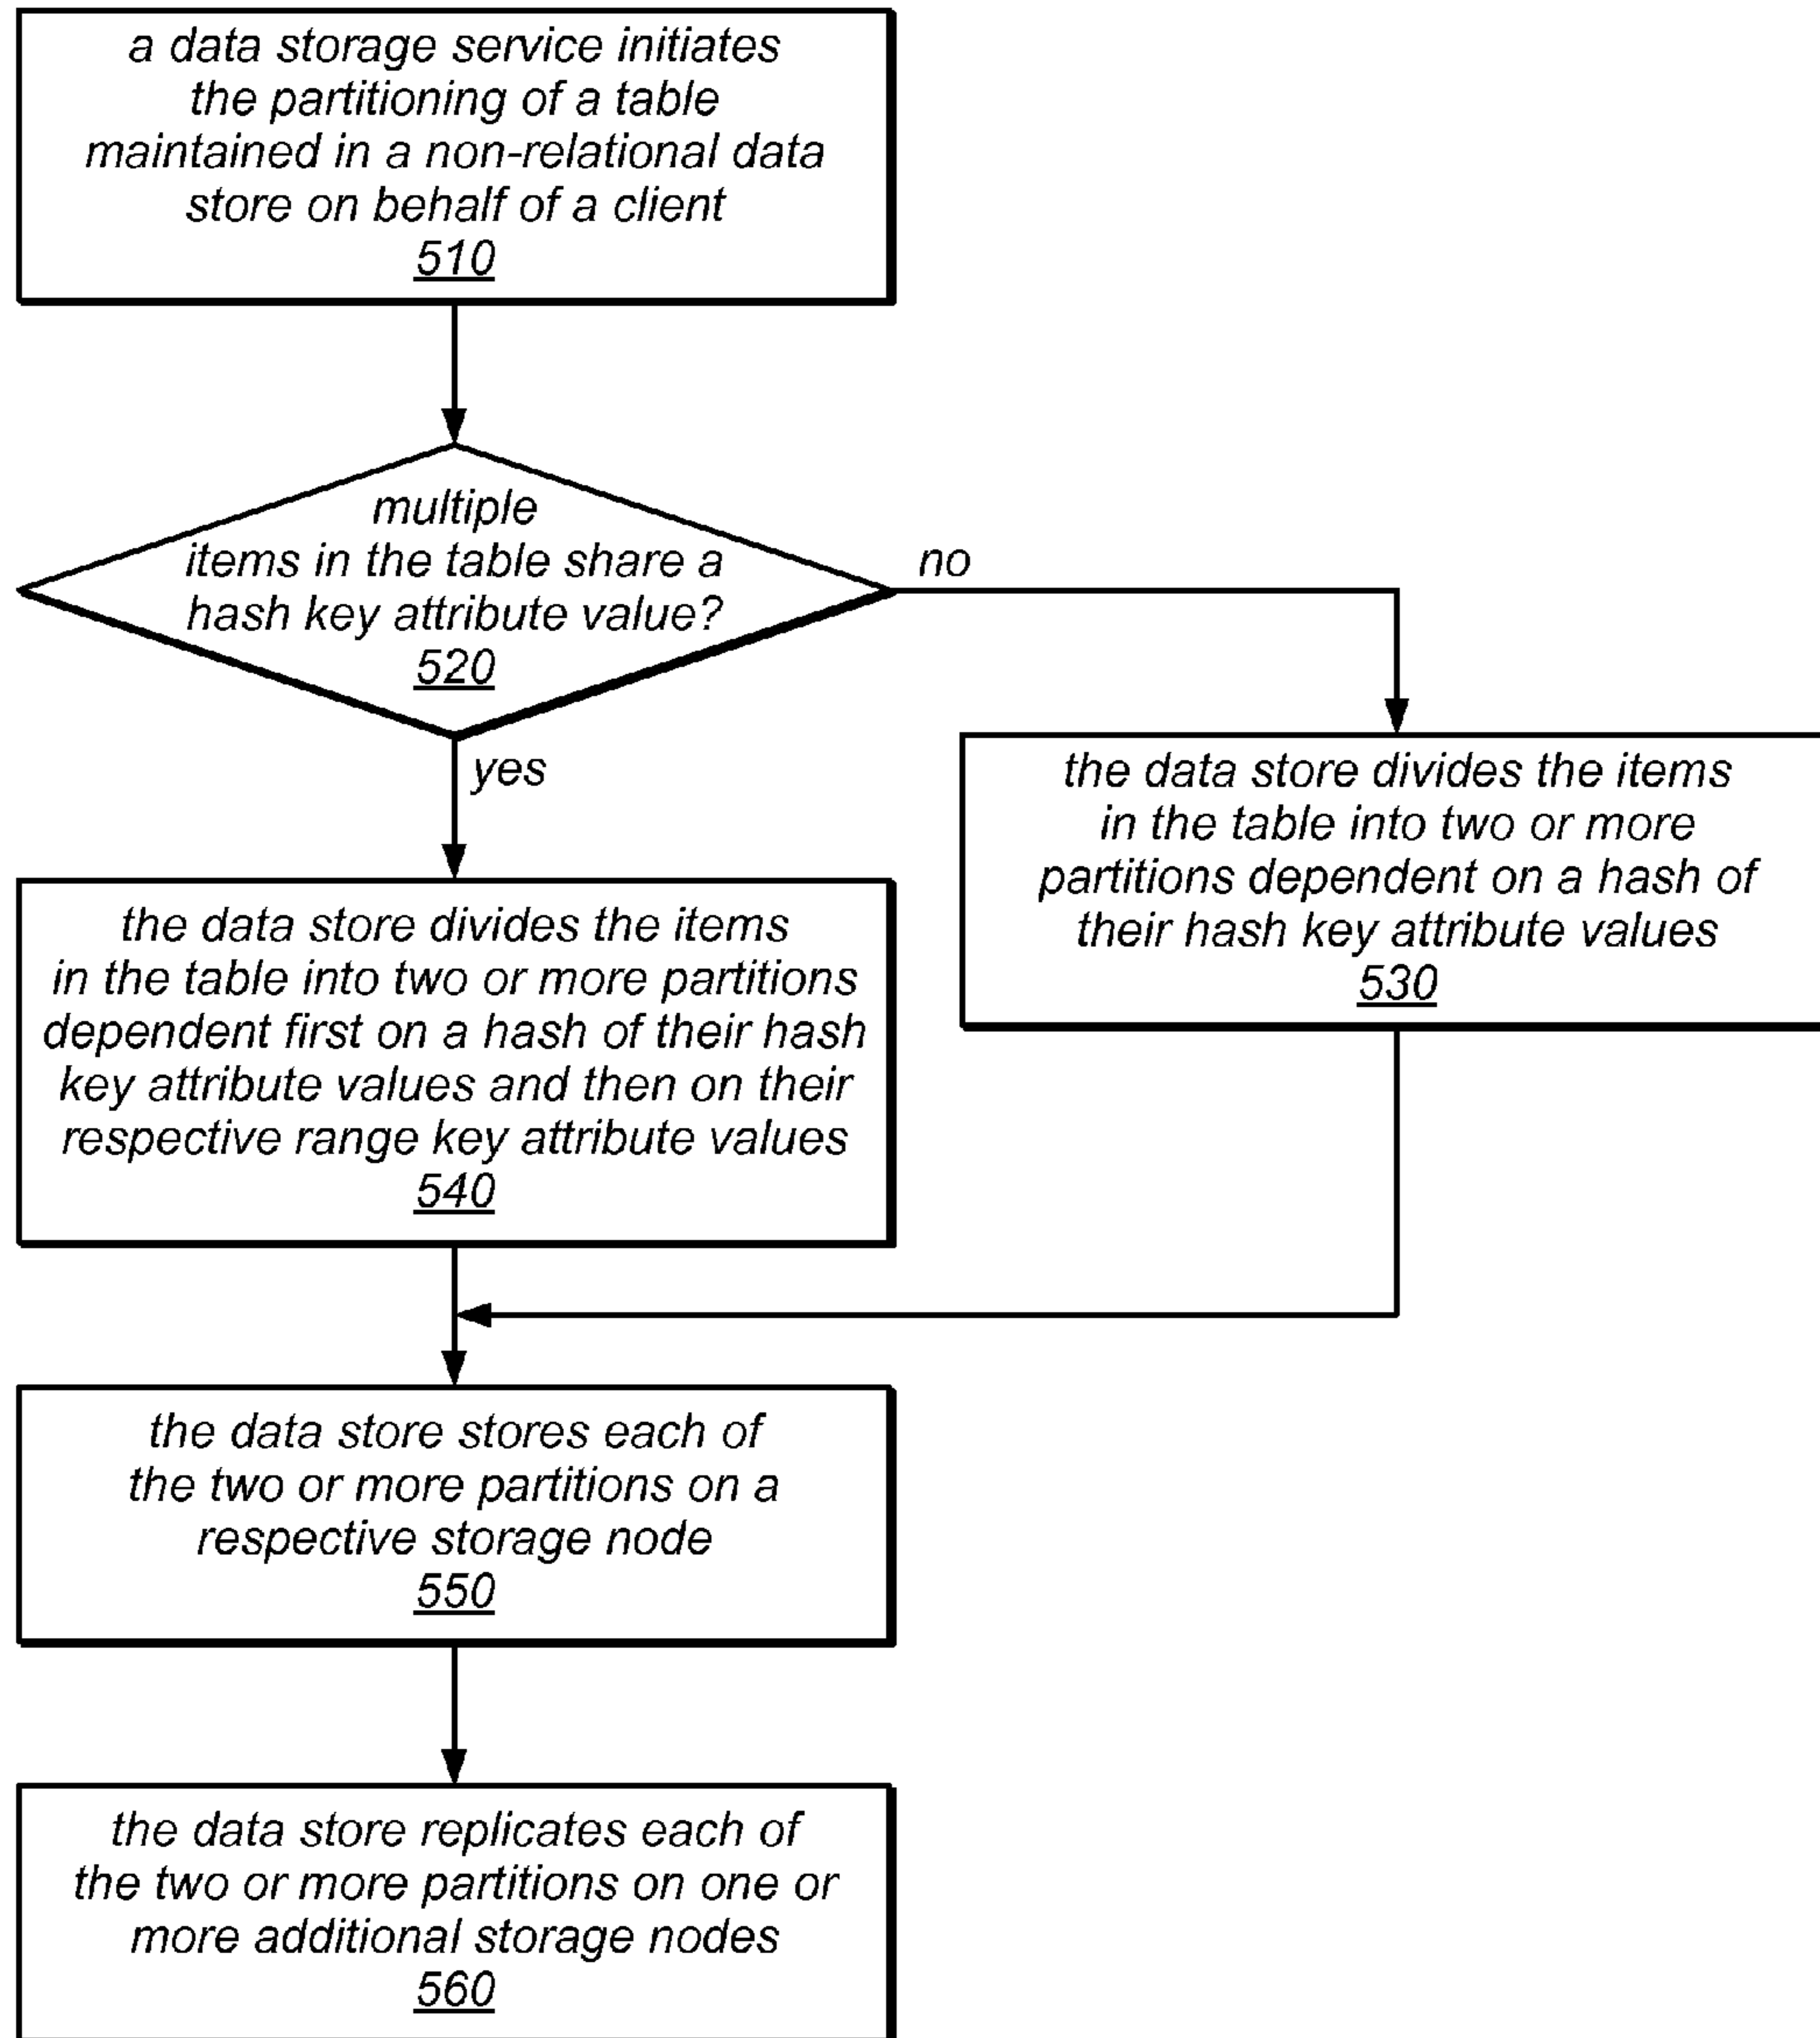 a data storage service initiates
the partitioning of a table
maintained in a non-relational data
store on behalf of a client
510
multiple
items in the table share a
hash key attribute value?
520
no
yes
the data store divides the items
in the table into two or more
partitions dependent on a hash of
their hash key attribute values
530
the data store divides the items
in the table into two or more partitions
dependent first on a hash of their hash
key attribute values and then on their
respective range key attribute values
540
the data store stores each of
the two or more partitions on a
respective storage node
550
the data store replicates each of
the two or more partitions on one or
more additional storage nodes
560